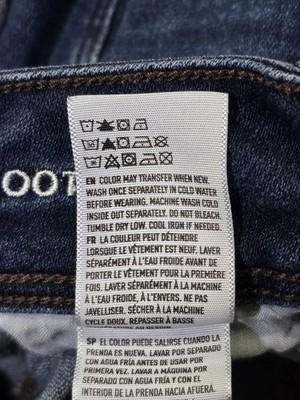 OOT
EN COLOR MAY TRANSFER WHEN NEW.
WASH ONCE SEPARATELY IN COLD WATER
BEFORE WEARING. MACHINE WASH COLD
INSIDE OUT SEPARATELY. DO NOT BLEACH.
TUMBLE DRY LOW. COOL IRON IF NEEDED.
FR LA COULEUR PEUT DÉTEINDRE
LORSQUE LE VÊTEMENT EST NEUF. LAVER
SÉPARÉMENT À L'EAU FROIDE AVANT DE
PORTER LE VÊTEMENT POUR LA PREMIÈRE
FOIS. LAVER SÉPARÉMENT À LA MACHINE
À L'EAU FROIDE, À L'ENVERS. NE PAS
JAVELLISER. SÉCHER À LA MACHINE
CYCLE DOUX. REPASSER À BASSE
SP EL COLOR PUEDE SALIRSE CUANDO LA
PRENDA ES NUEVA. LAVAR POR SEPARADO
CON AGUA FRÍA ANTES DE USAR POR
PRIMERA VEZ. LAVAR A MÁQUINA POR
SEPARADO CON AGUA FRÍA Y CON EL
INTERIOR DE LA PRENDA HACIA AFUERA.